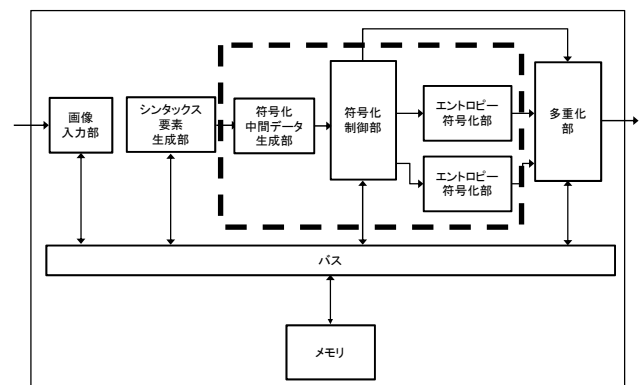 画像
入力部
シンタックス
要素
生成部
符号化
中間データ
生成部
符号化
制御部
エントロピー
符号化部
エントロピー
符号化部
多重化
部
バス
メモリ